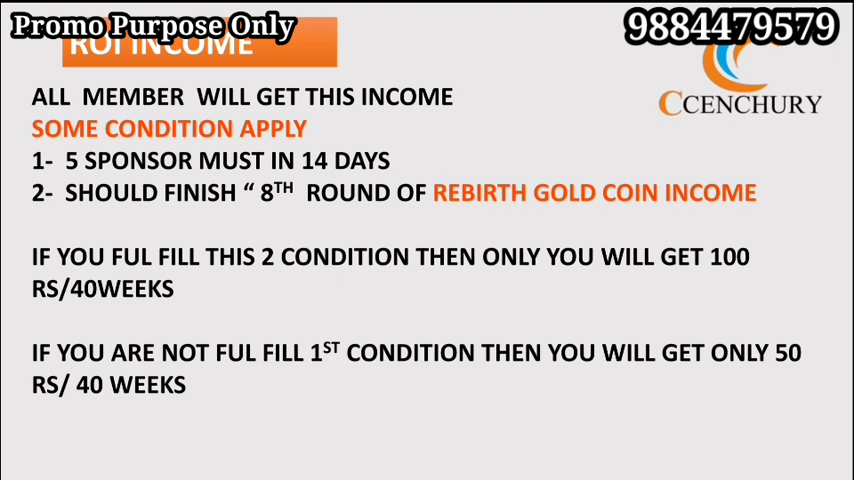 Promo Purpose Only
9884479579
ROI INCOME
CCENCHURY
ALL MEMBER WILL GET THIS INCOME
SOME CONDITION APPLY
1- 5 SPONSOR MUST IN 14 DAYS
2- SHOULD FINISH “ 8TH ROUND OF REBIRTH GOLD COIN INCOME
IF YOU FUL FILL THIS 2 CONDITION THEN ONLY YOU WILL GET 100
RS/40WEEKS
IF YOU ARE NOT FUL FILL 1ST CONDITION THEN YOU WILL GET ONLY 50
RS/ 40 WEEKS